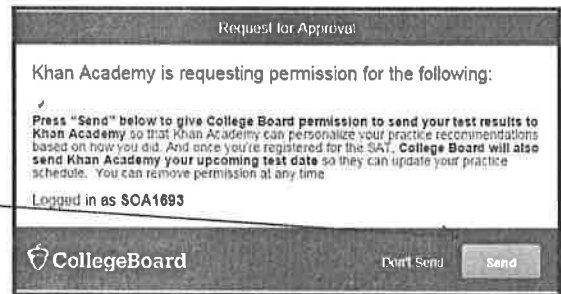 Request for Approval
Khan Academy is requesting permission for the following:
Press "Send" below to give College Board permission to send your test results to
Khan Academy so that Khan Academy can personalize your practice recommendations
based on how you did. And once you're registered for the SAT, College Board will also
send Khan Academy your upcoming test date so they can update your practice
schedule. You can remove permission at any time
Logged in as SOA1693
CollegeBoard
Don't Send
Send